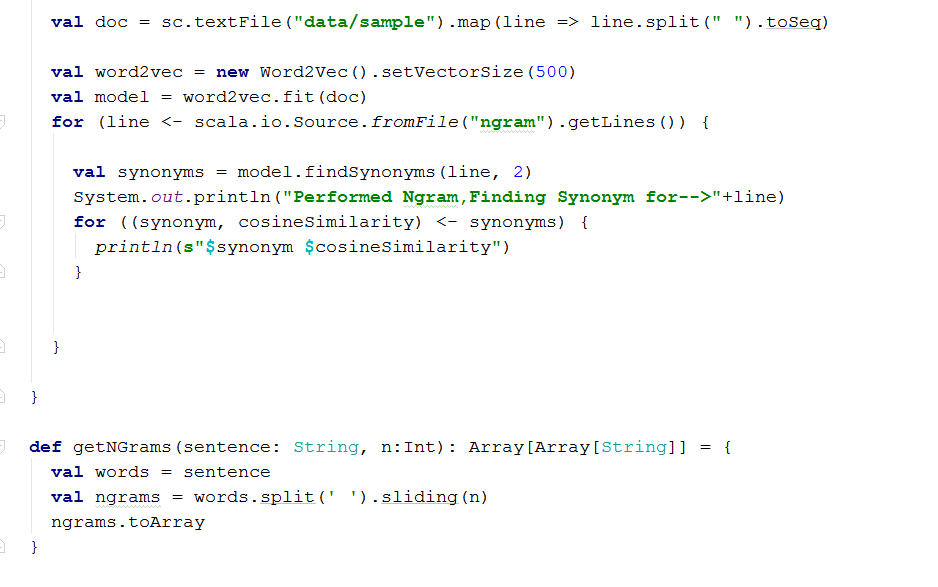 val doc = sc.textFile("data/sample").map(line => line.split(" ").toSeq)
val word2vec = new Word2Vec().setVectorSize(500)
val model = word2vec.fit(doc)
for (line <- scala.io.Source.fromFile("ngram").getLines()) {
val synonyms = model.findSynonyms(line, 2)
System.out.println("Performed Ngram,Finding Synonym for-->"+line)
for ((synonym, cosineSimilarity) <- synonyms) {
println(s"$synonym $cosineSimilarity")
}
}
}
def getNGrams(sentence: String, n:Int): Array[Array[String]] = {
val words = sentence
val ngrams = words.split(' ').sliding(n)
ngrams.toArray
}